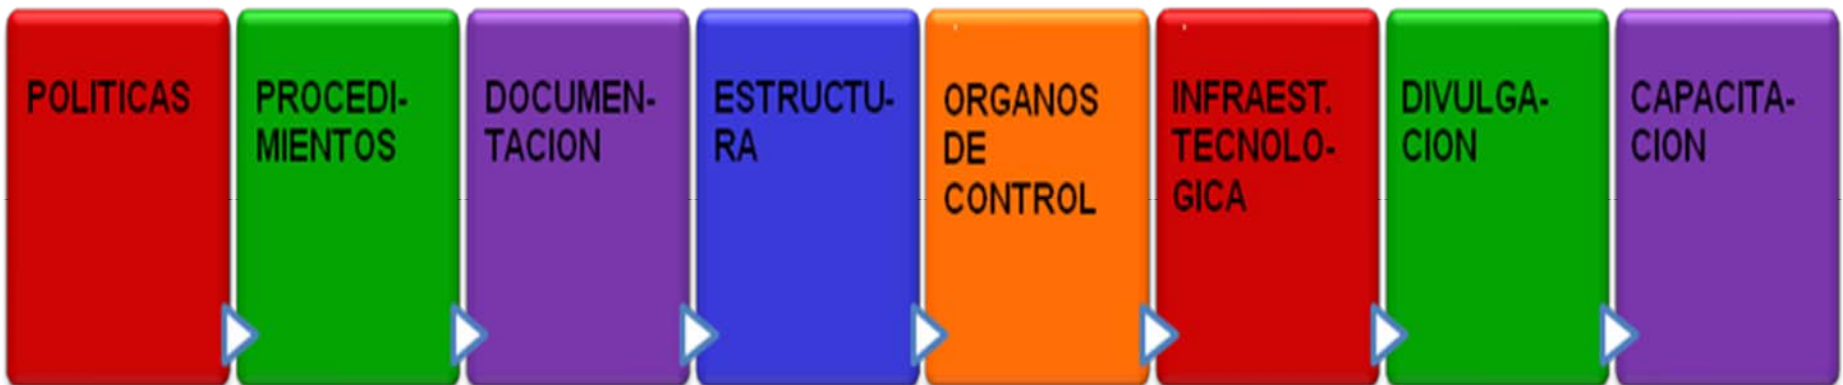 POLITICAS
PROCEDI-
MIENTOS
DOCUMEN-
TACION
ESTRUCTU-
RA
ORGANOS
DE
CONTROL
INFRAEST.
TECNOLO-
GICA
DIVULGA-
CION
CAPACITA-
CION